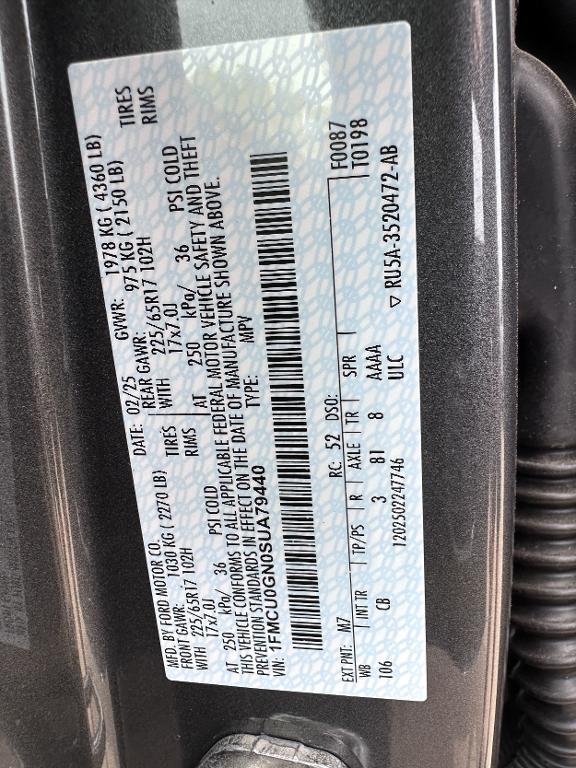 MFD. BY FORD MOTOR CO.
DATE: 02/25 GVWR: 1978 KG ( 4360 LB)
FRONT GAWR: 1030 KG ( 2270 LB) REAR GAWR: 975 KG ( 2150 LB)
WITH 225/65R17 102H TIRES WITH 225/65R17 102H TIRES
17x7.0J RIMS 17x7.0J RIMS
AT 250 kPa/ 36 PSI COLD AT 250 kPa/ 36 PSI COLD
THIS VEHICLE CONFORMS TO ALL APPLICABLE FEDERAL MOTOR VEHICLE SAFETY AND THEFT
PREVENTION STANDARDS IN EFFECT ON THE DATE OF MANUFACTURE SHOWN ABOVE.
VIN: 1FMCU0GN0SUA79440 TYPE: MPV
F0087
EXT PNT: M7 RC: 52 DSO: T0198
WB INT TR TP/PS R AXLE TR SPR
106 CB 3 81 8 AAAA
1202502247746 ULC ▽ RU5A-3520472-AB